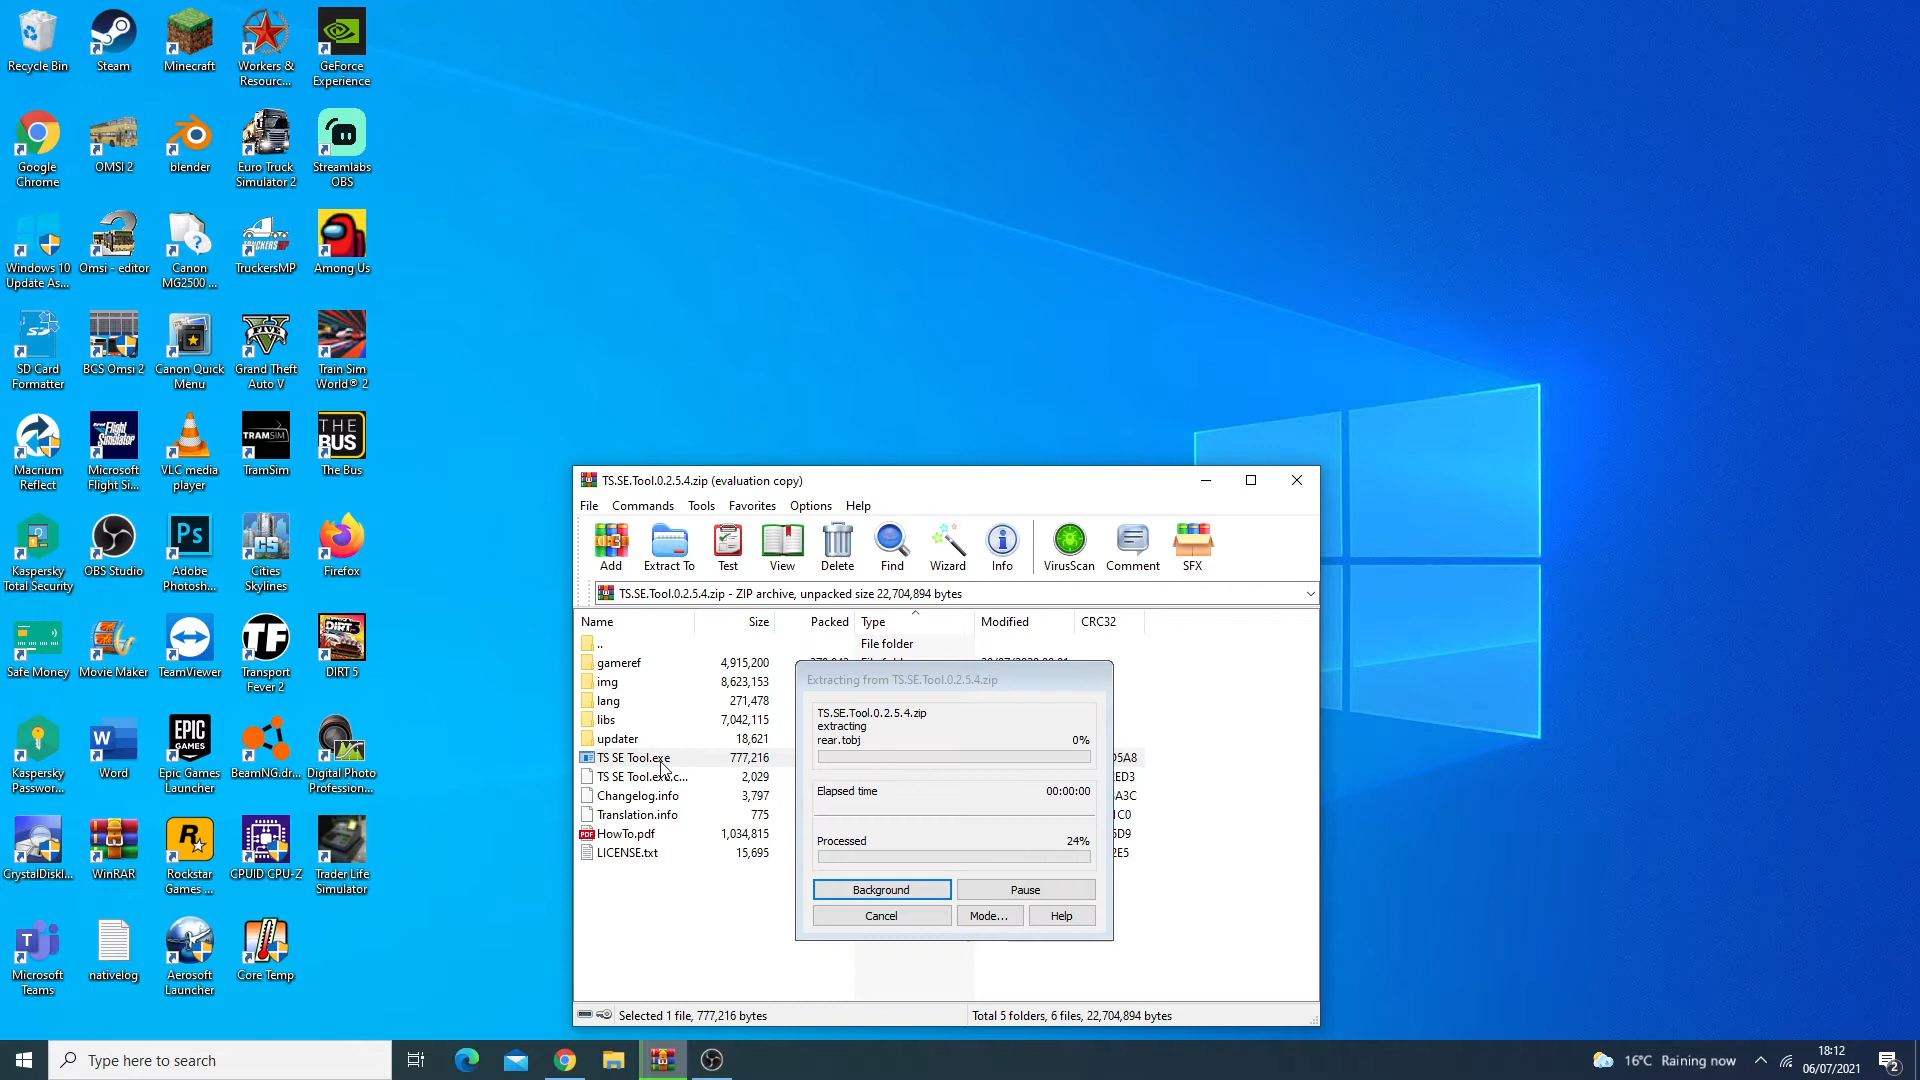 Recycle Bin
Steam
Minecraft
Workers &
Resourc...
GeForce
Experience
Google
Chrome
OMSI 2
blender
Euro Truck
Simulator 2
Streamlabs
OBS
Windows 10
Update As...
Omsi - editor
Canon
MG2500 ...
TruckersMP
Among Us
SD Card
Formatter
BCS Omsi 2
Canon Quick
Menu
Grand Theft
Auto V
Train Sim
World® 2
Macrium
Reflect
Microsoft
Flight Si...
VLC media
player
TramSim
The Bus
Kaspersky
Total Security
OBS Studio
Adobe
Photosh...
Cities
Skylines
Firefox
Safe Money
Movie Maker
TeamViewer
Transport
Fever 2
DIRT 5
Kaspersky
Passwor...
Word
Epic Games
Launcher
BeamNG.dr...
Digital Photo
Profession...
CrystalDiskI...
WinRAR
Rockstar
Games ...
CPUID CPU-Z
Trader Life
Simulator
Microsoft
Teams
nativelog
Aerosoft
Launcher
Core Temp
TS.SE.Tool.0.2.5.4.zip (evaluation copy)
File Commands Tools Favorites Options Help
Add Extract To Test View Delete Find Wizard Info VirusScan Comment SFX
TS.SE.Tool.0.2.5.4.zip - ZIP archive, unpacked size 22,704,894 bytes
Name Size Packed Type Modified CRC32
.. File folder
gameref 4,915,200
img 8,623,153
lang 271,478
libs 7,042,115
updater 18,621
TS SE Tool.exe 777,216 D5A8
TS SE Tool.exe.c... 2,029 ED3
Changelog.info 3,797 A3C
Translation.info 775 1C0
HowTo.pdf 1,034,815 5D9
LICENSE.txt 15,695 2E5
Extracting from TS.SE.Tool.0.2.5.4.zip
TS.SE.Tool.0.2.5.4.zip
extracting
rear.tobj 0%
Elapsed time 00:00:00
Processed 24%
Background Pause
Cancel Mode... Help
Selected 1 file, 777,216 bytes Total 5 folders, 6 files, 22,704,894 bytes
Type here to search
16°C Raining now
18:12
06/07/2021
2